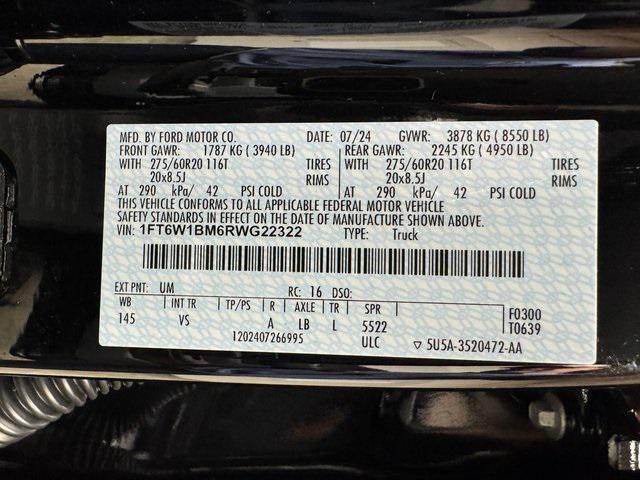 MFD. BY FORD MOTOR CO. DATE: 07/24 GVWR: 3878 KG ( 8550 LB)
FRONT GAWR: 1787 KG ( 3940 LB) REAR GAWR: 2245 KG ( 4950 LB)
WITH 275/60R20 116T TIRES WITH 275/60R20 116T TIRES
20x8.5J RIMS 20x8.5J RIMS
AT 290 kPa/ 42 PSI COLD AT 290 kPa/ 42 PSI COLD
THIS VEHICLE CONFORMS TO ALL APPLICABLE FEDERAL MOTOR VEHICLE
SAFETY STANDARDS IN EFFECT ON THE DATE OF MANUFACTURE SHOWN ABOVE.
VIN: 1FT6W1BM6RWG22322 TYPE: Truck
EXT PNT: UM RC: 16 DSO:
WB INT TR TP/PS R AXLE TR SPR F0300
145 VS A LB L 5522 T0639
1202407266995 ULC 5U5A-3520472-AA